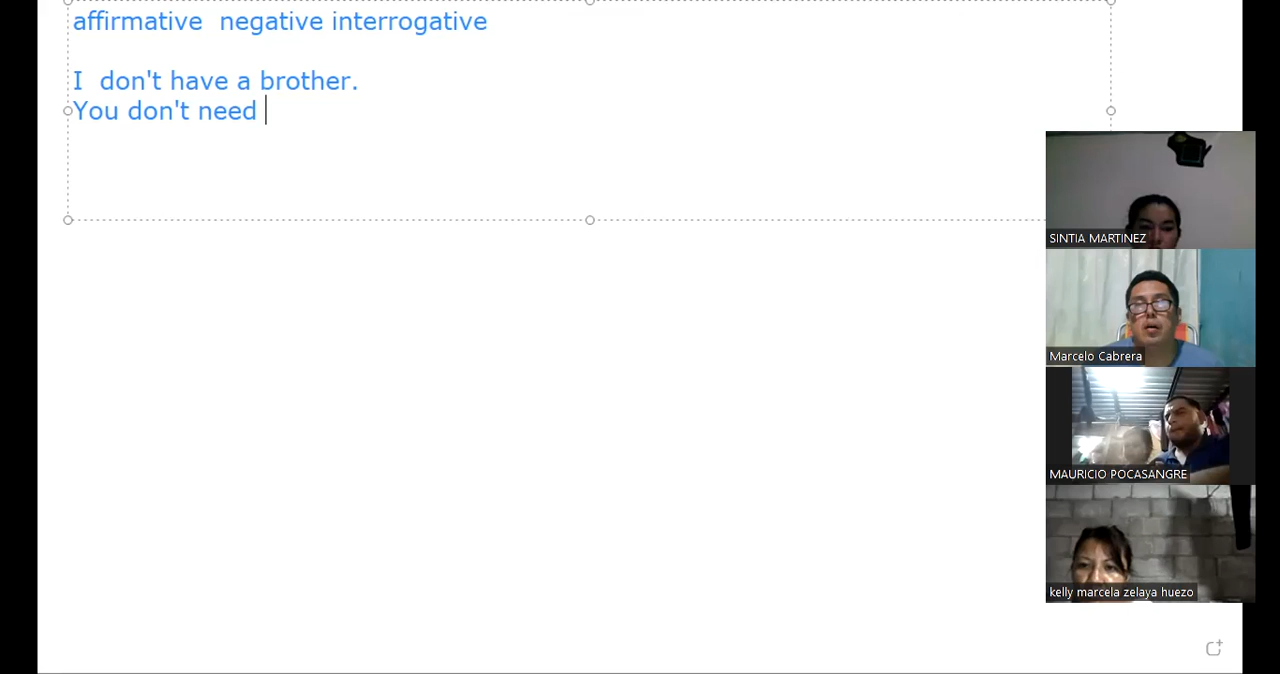 affirmative  negative interrogative
I  don't have a brother.
You don't need
SINTIA MARTINEZ
Marcelo Cabrera
MAURICIO POCASANGRE
kelly marcela zelaya huezo